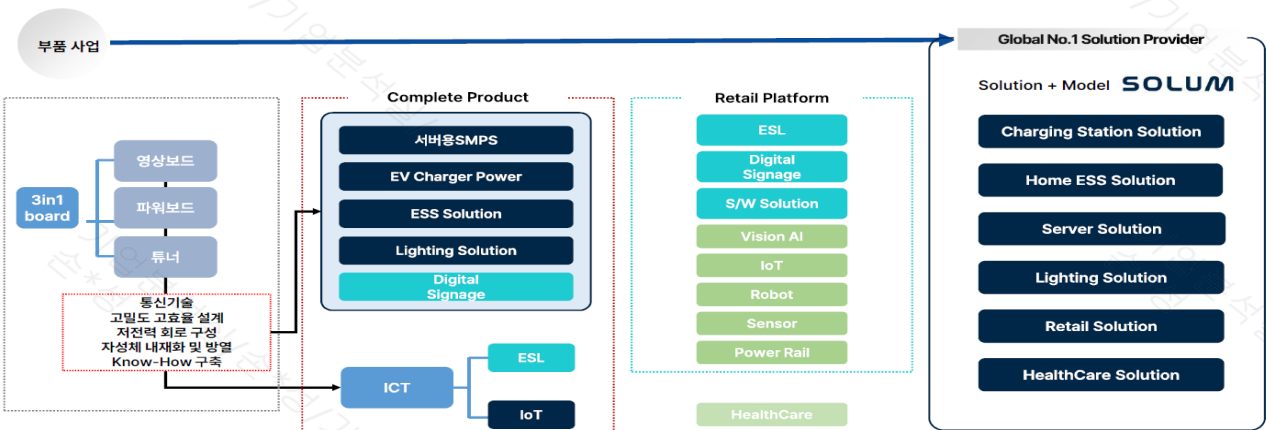 부품 사업
Global No.1 Solution Provider
Solution + Model SOLUM
Complete Product
Retail Platform
3in1
board
영상보드
파워보드
튜너
통신기술
고밀도 고효율 설계
저전력 회로 구성
자성체 내재화 및 방열
Know-How 구축
서버용SMPS
EV Charger Power
ESS Solution
Lighting Solution
Digital
Signage
ICT
ESL
IoT
ESL
Digital
Signage
S/W Solution
Vision AI
IoT
Robot
Sensor
Power Rail
HealthCare
Charging Station Solution
Home ESS Solution
Server Solution
Lighting Solution
Retail Solution
HealthCare Solution